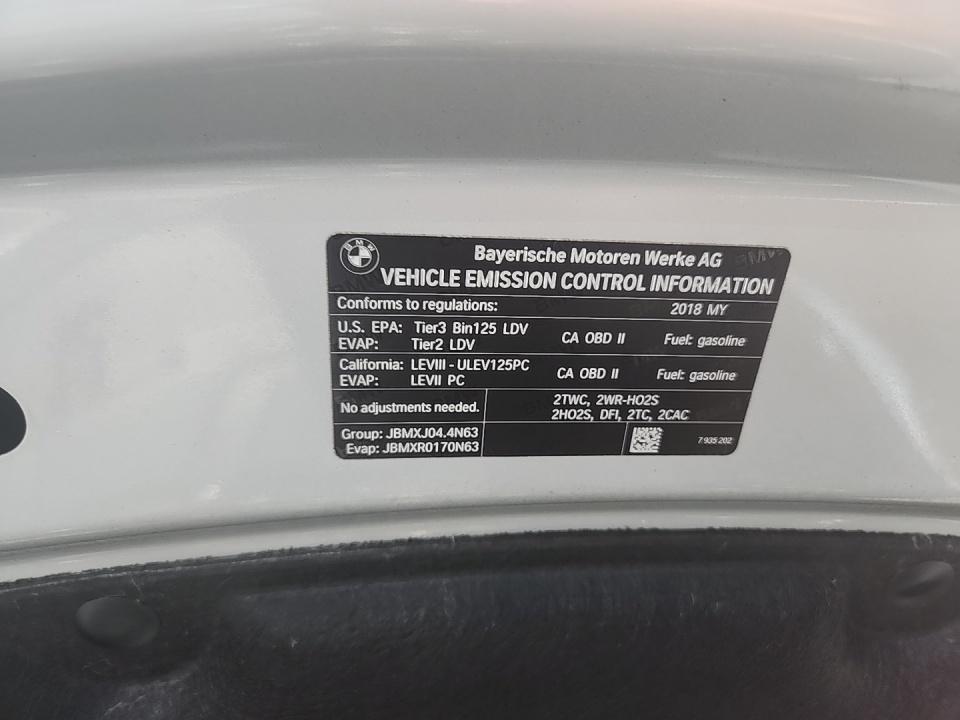 BMW
Bayerische Motoren Werke AG
VEHICLE EMISSION CONTROL INFORMATION
Conforms to regulations: 2018 MY
U.S. EPA: Tier3 Bin125 LDV
EVAP: Tier2 LDV
CA OBD II Fuel: gasoline
California: LEVIII - ULEV125PC
EVAP: LEVII PC
CA OBD II Fuel: gasoline
No adjustments needed.
2TWC, 2WR-HO2S
2HO2S, DFI, 2TC, 2CAC
Group: JBMXJ04.4N63
Evap: JBMXR0170N63
7 935 202